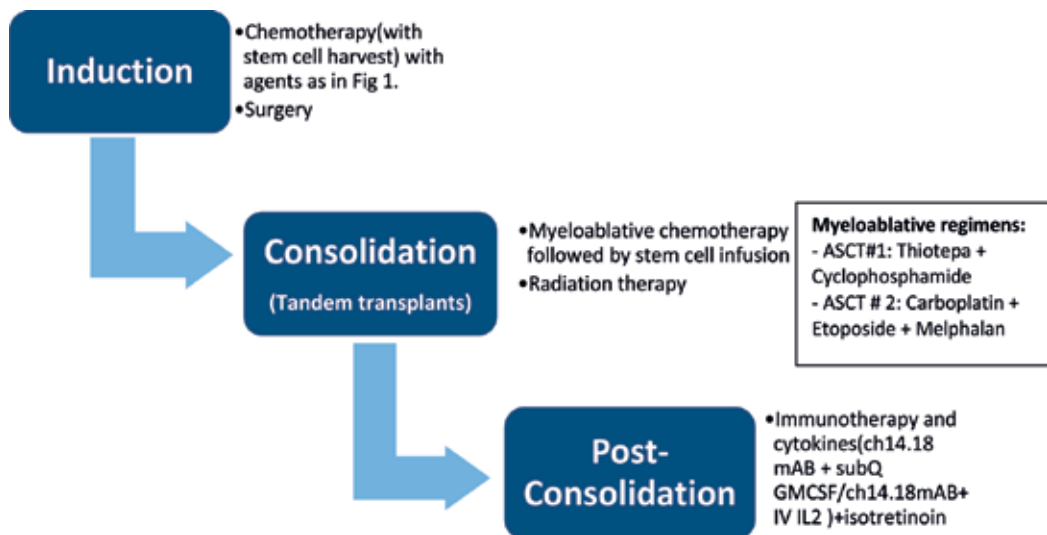 Induction
•Chemotherapy(with
stem cell harvest) with
agents as in Fig 1.
•Surgery
Consolidation
(Tandem transplants)
•Myeloablative chemotherapy
followed by stem cell infusion
•Radiation therapy
Myeloablative regimens:
- ASCT#1: Thiotepa +
Cyclophosphamide
- ASCT # 2: Carboplatin +
Etoposide + Melphalan
Post-
Consolidation
•Immunotherapy and
cytokines(ch14.18
mAB + subQ
GMCSF/ch14.18mAB+
IV IL2 )+isotretinoin